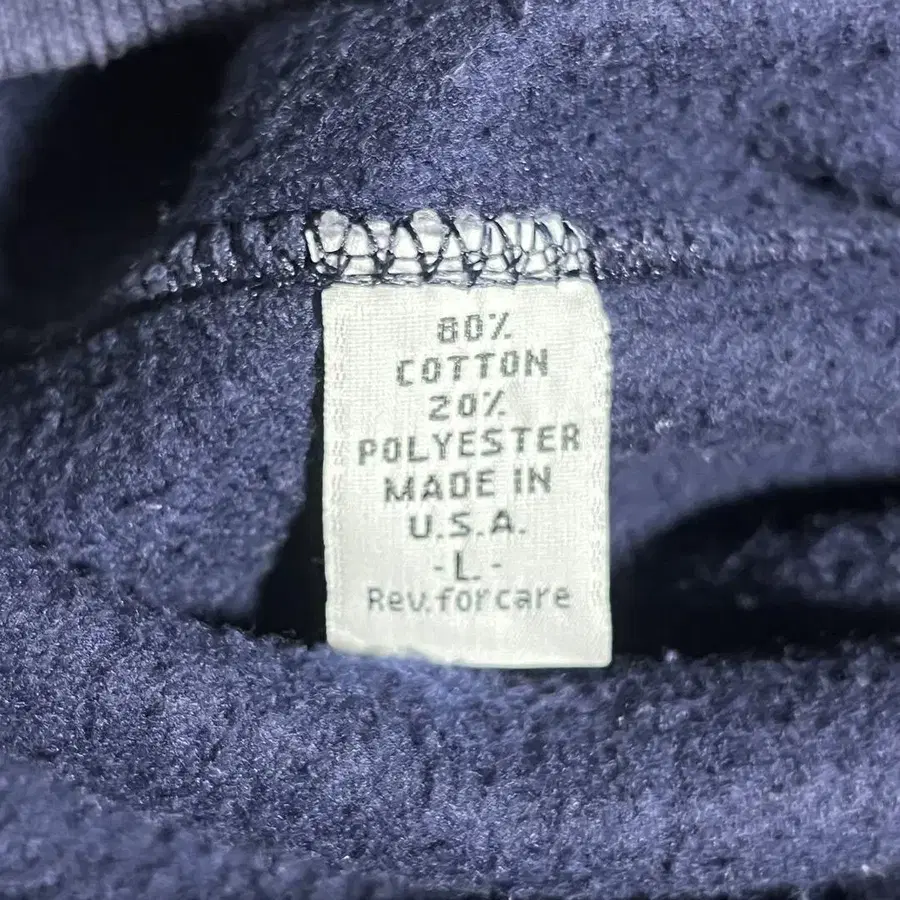 80%
COTTON
20%
POLYESTER
MADE IN
U.S.A.
-L-
Rev.for care